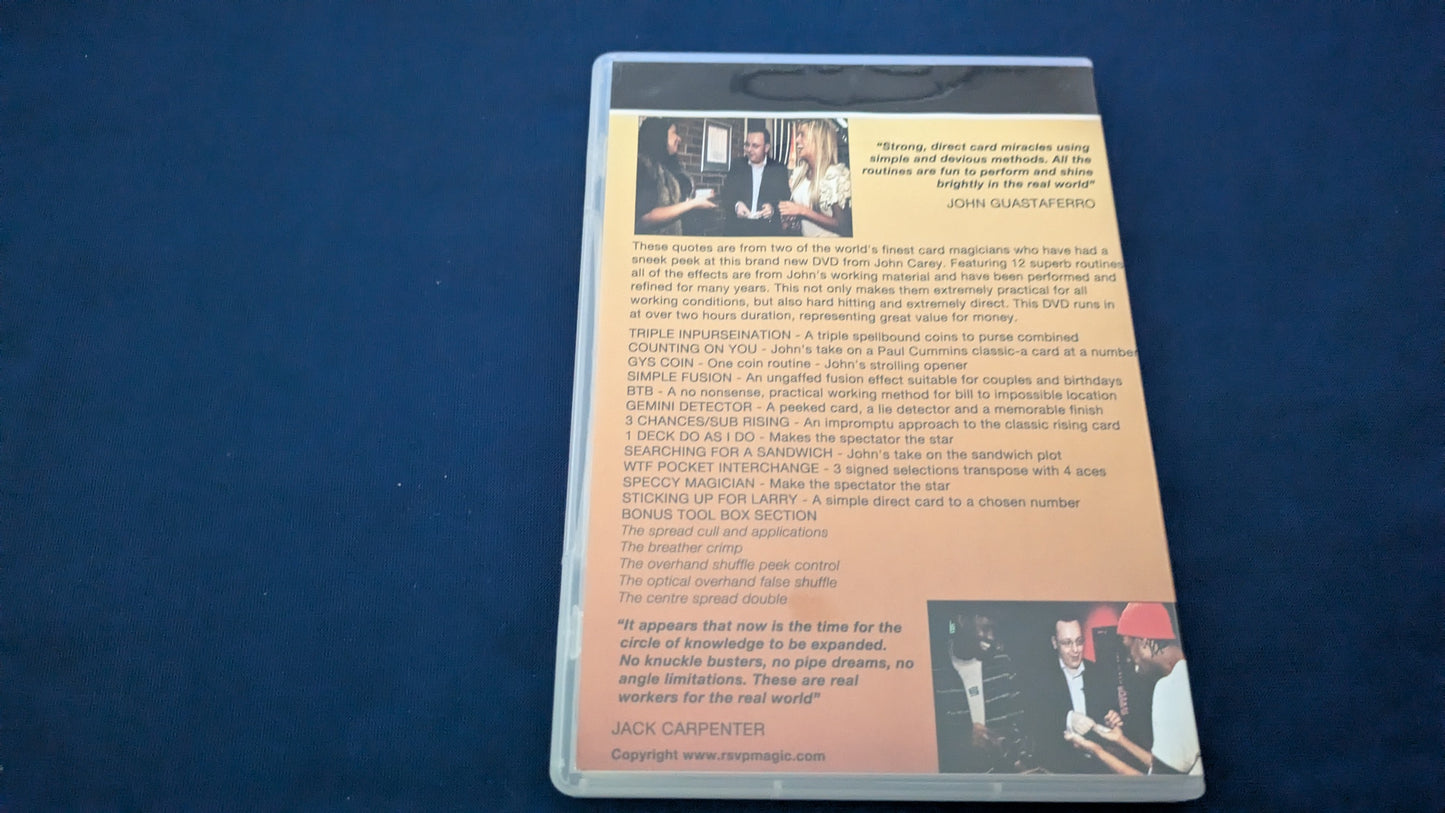 "Strong, direct card miracles using
simple and devious methods. All the
routines are fun to perform and shine
brightly in the real world"
JOHN GUASTAFERRO
These quotes are from two of the world's finest card magicians who have had a
sneek peek at this brand new DVD from John Carey. Featuring 12 superb routines
all of the effects are from John's working material and have been performed and
refined for many years. This not only makes them extremely practical for all
working conditions, but also hard hitting and extremely direct. This DVD runs in
at over two hours duration, representing great value for money.
TRIPLE INPURSEINATION - A triple spellbound coins to purse combined
COUNTING ON YOU - John's take on a Paul Cummins classic-a card at a number
GYS COIN - One coin routine - John's strolling opener
SIMPLE FUSION - An ungaffed fusion effect suitable for couples and birthdays
BTB - A no nonsense, practical working method for bill to impossible location
GEMINI DETECTOR - A peeked card, a lie detector and a memorable finish
3 CHANCES/SUB RISING - An impromptu approach to the classic rising card
1 DECK DO AS I DO - Makes the spectator the star
SEARCHING FOR A SANDWICH - John's take on the sandwich plot
WTF POCKET INTERCHANGE - 3 signed selections transpose with 4 aces
SPECCY MAGICIAN - Make the spectator the star
STICKING UP FOR LARRY - A simple direct card to a chosen number
BONUS TOOL BOX SECTION
The spread cull and applications
The breather crimp
The overhand shuffle peek control
The optical overhand false shuffle
The centre spread double
"It appears that now is the time for the
circle of knowledge to be expanded.
No knuckle busters, no pipe dreams, no
angle limitations. These are real
workers for the real world"
JACK CARPENTER
Copyright www.rsvpmagic.com